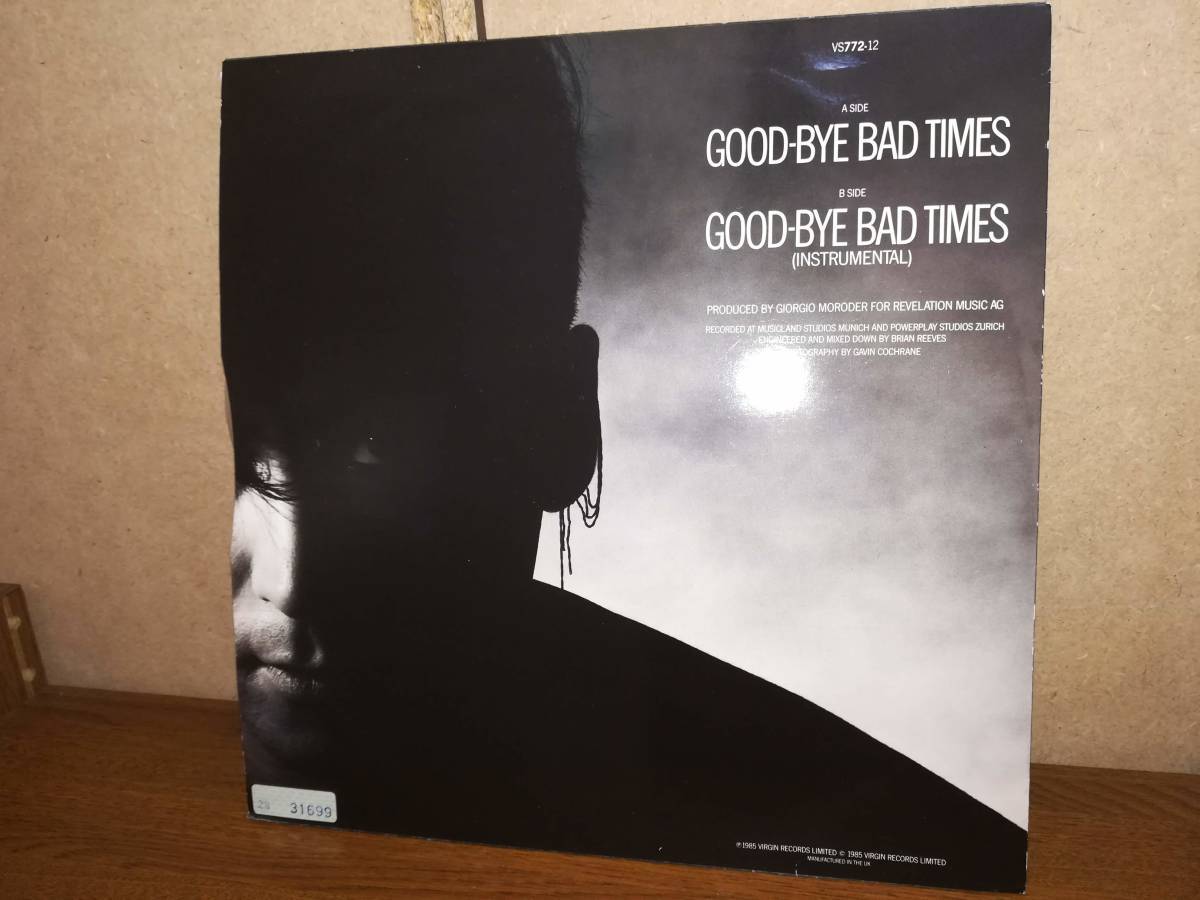 VS772-12
A SIDE
GOOD-BYE BAD TIMES
B SIDE
GOOD-BYE BAD TIMES
(INSTRUMENTAL)
PRODUCED BY GIORGIO MORODER FOR REVELATION MUSIC AG
RECORDED AT MUSICLAND STUDIOS MUNICH AND POWERPLAY STUDIOS ZURICH
ENGINEERED AND MIXED DOWN BY BRIAN REEVES
BY GAVIN COCHRANE
28 31699
℗ 1985 VIRGIN RECORDS LIMITED © 1985 VIRGIN RECORDS LIMITED
MANUFACTURED IN THE UK